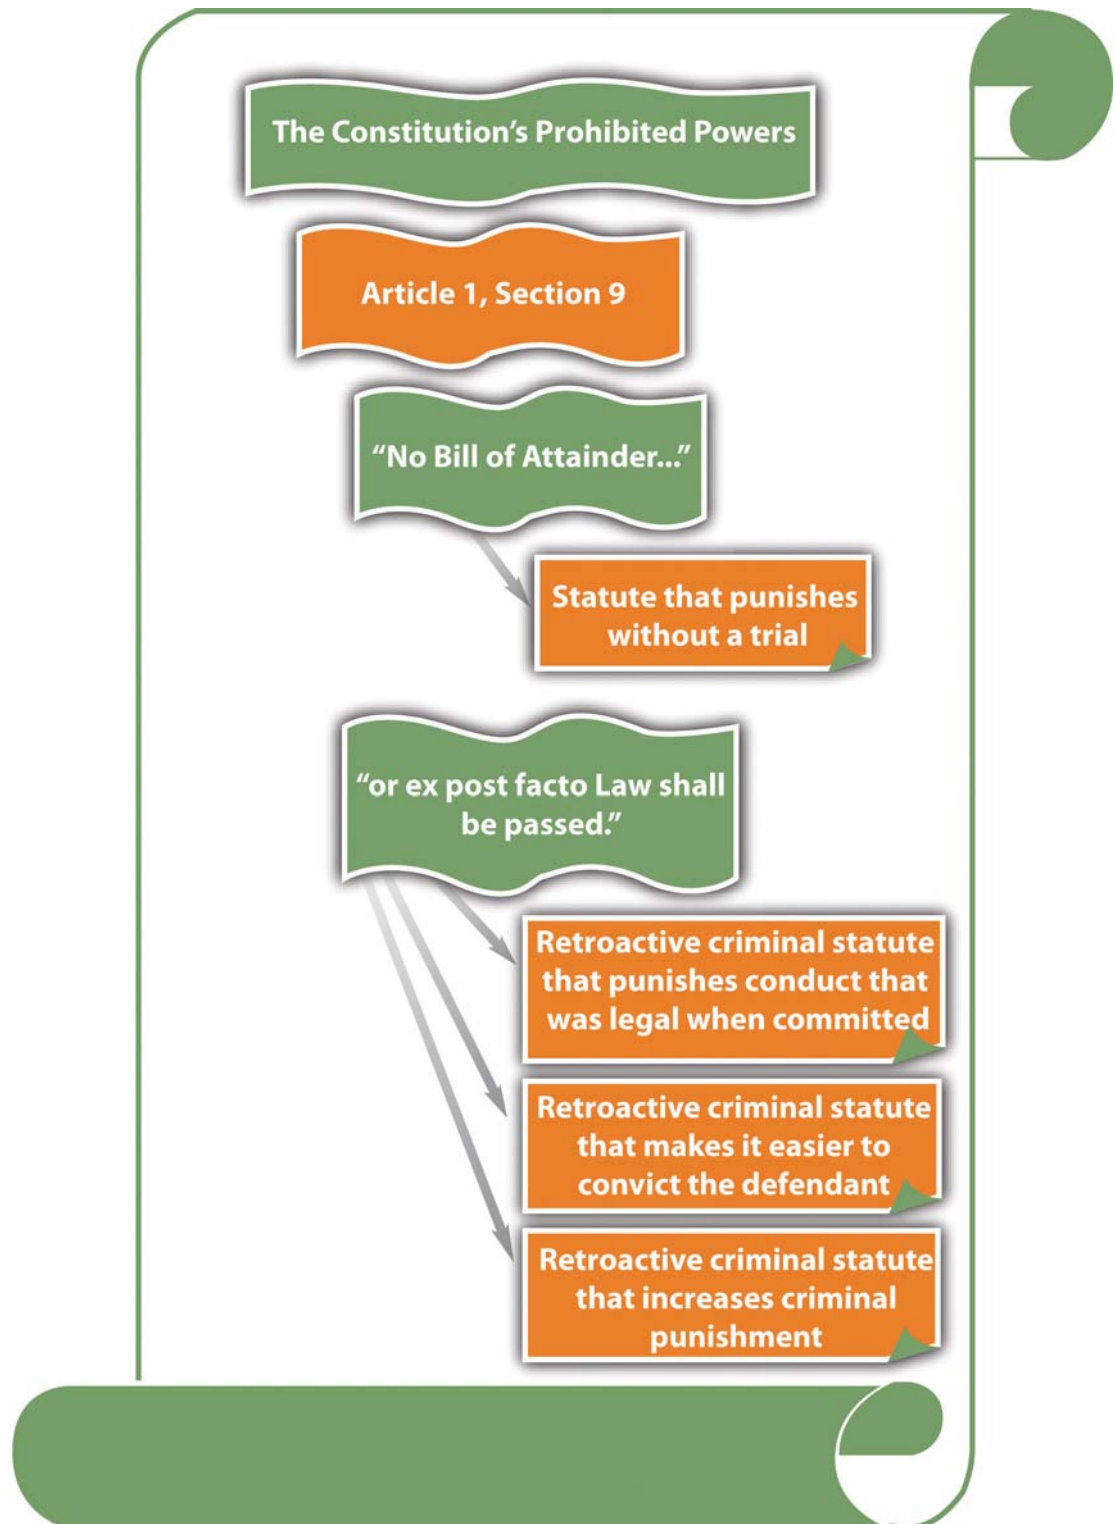 The Constitution’s Prohibited Powers
Article 1, Section 9
“No Bill of Attainder...”
Statute that punishes
without a trial
“or ex post facto Law shall
be passed.”
Retroactive criminal statute
that punishes conduct that
was legal when committed
Retroactive criminal statute
that makes it easier to
convict the defendant
Retroactive criminal statute
that increases criminal
punishment